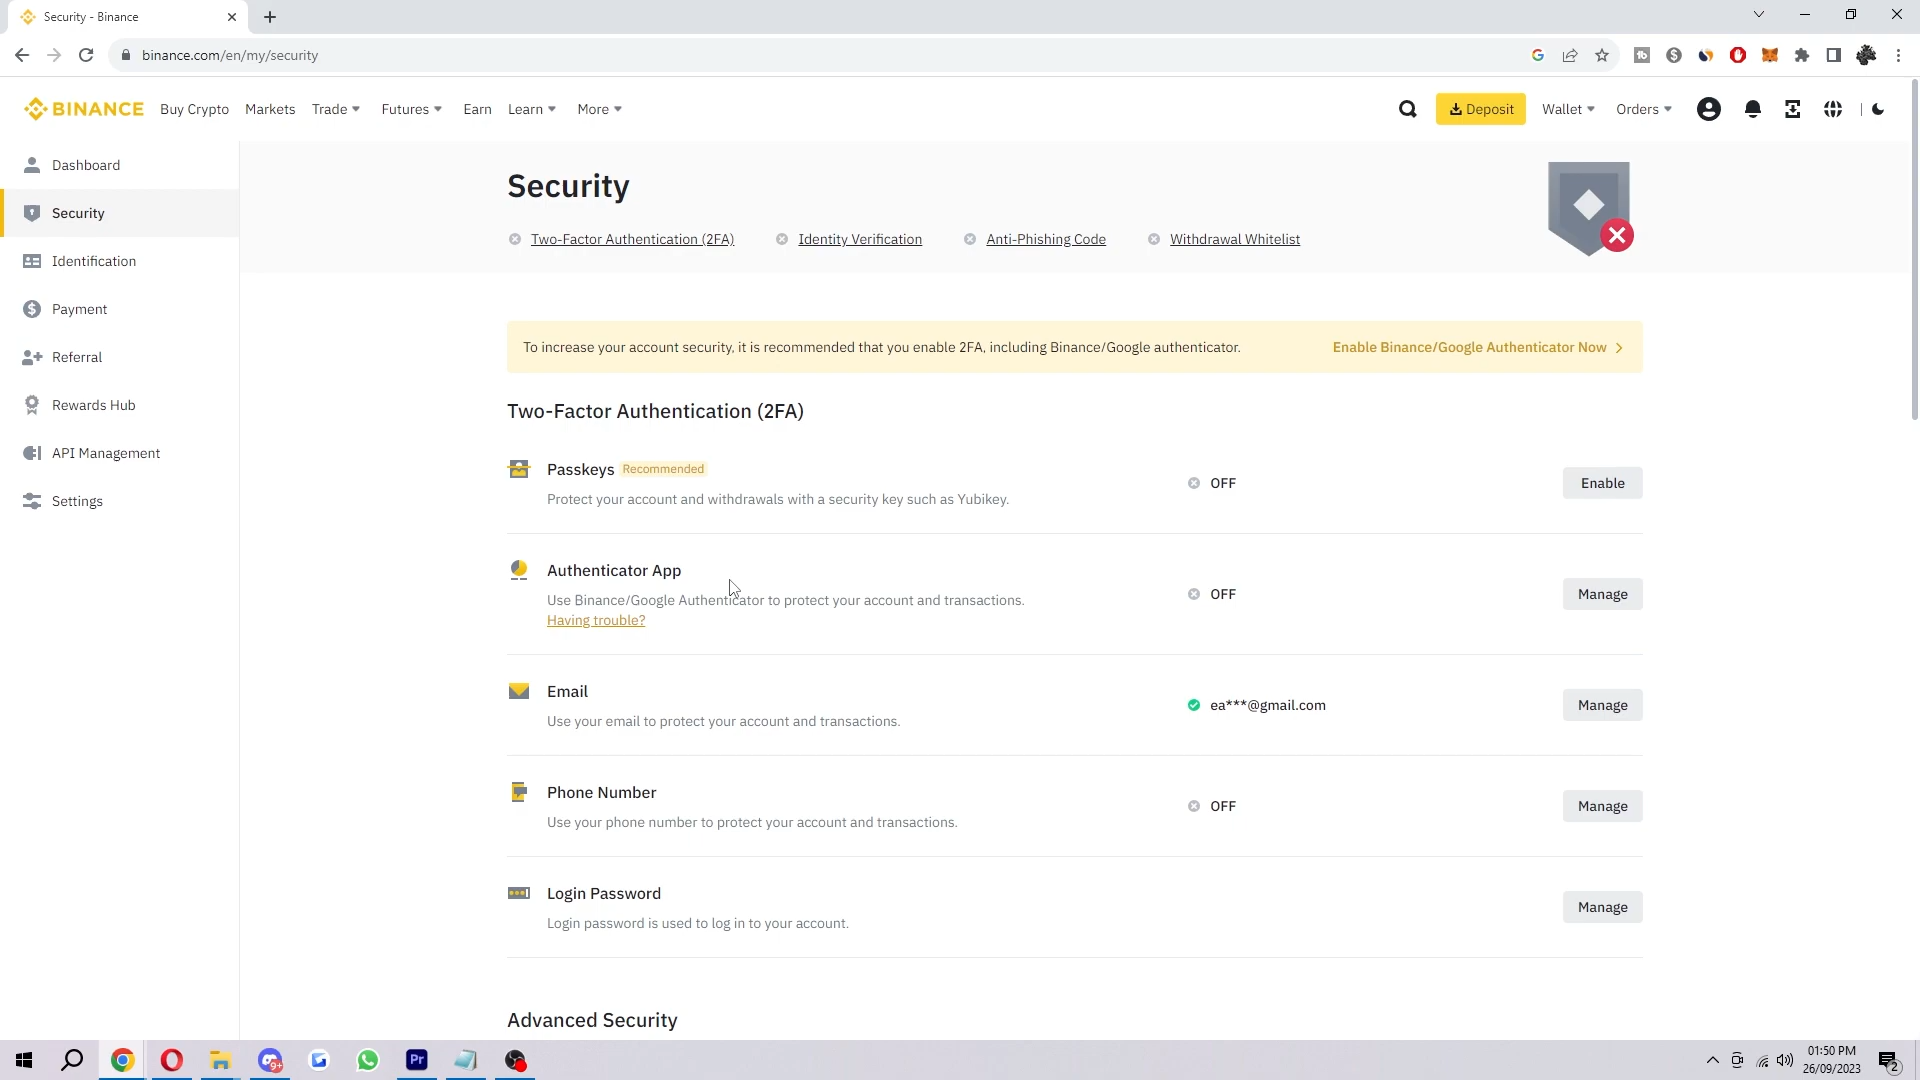 Security - Binance
binance.com/en/my/security
BINANCE Buy Crypto Markets Trade Futures Earn Learn More Deposit Wallet Orders
Dashboard
Security
Identification
Payment
Referral
Rewards Hub
API Management
Settings
Security
Two-Factor Authentication (2FA) Identity Verification Anti-Phishing Code Withdrawal Whitelist
To increase your account security, it is recommended that you enable 2FA, including Binance/Google authenticator. Enable Binance/Google Authenticator Now
Two-Factor Authentication (2FA)
Passkeys Recommended
Protect your account and withdrawals with a security key such as Yubikey.
OFF
Enable
Authenticator App
Use Binance/Google Authenticator to protect your account and transactions.
Having trouble?
OFF
Manage
Email
Use your email to protect your account and transactions.
ea***@gmail.com
Manage
Phone Number
Use your phone number to protect your account and transactions.
OFF
Manage
Login Password
Login password is used to log in to your account.
Manage
Advanced Security
9+
Pr
01:50 PM
26/09/2023
2